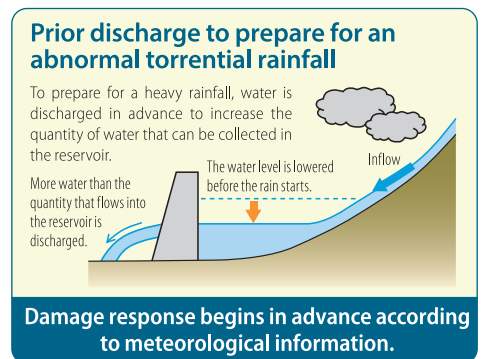 Prior discharge to prepare for an
abnormal torrential rainfall
To prepare for a heavy rainfall, water is
discharged in advance to increase the
quantity of water that can be collected in
the reservoir.
The water level is lowered
before the rain starts.
Inflow
More water than the
quantity that flows into
the reservoir is
discharged.
Damage response begins in advance according
to meteorological information.